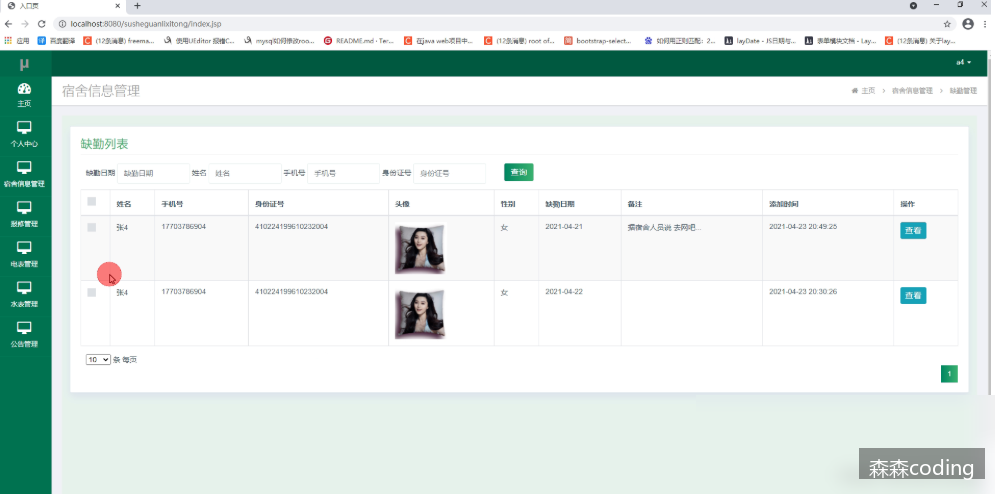 入口页
localhost:8080/susheguanlixitong/index.jsp
应用 百度翻译 (12条消息) freema... 使用UEditor 报错C... mysql如何修改roo... README.md · Ter... 在java web项目中... (12条消息) root of... bootstrap-select... 如何用正则匹配：2... layDate - JS日期与... 表单模块文档 - Lay... (12条消息) 关于lay...
μ
a4
主页
个人中心
宿舍信息管理
报修管理
电表管理
水表管理
公告管理
宿舍信息管理
主页 > 宿舍信息管理 > 缺勤管理
缺勤列表
缺勤日期 缺勤日期 姓名 姓名 手机号 手机号 身份证号 身份证号 查询
姓名 手机号 身份证号 头像 性别 缺勤日期 备注 添加时间 操作
张4 17703786904 410224199610232004 女 2021-04-21 据宿舍人员说 去网吧... 2021-04-23 20:49:25 查看
张4 17703786904 410224199610232004 女 2021-04-22 2021-04-23 20:30:26 查看
10 条 每页
1
森森coding